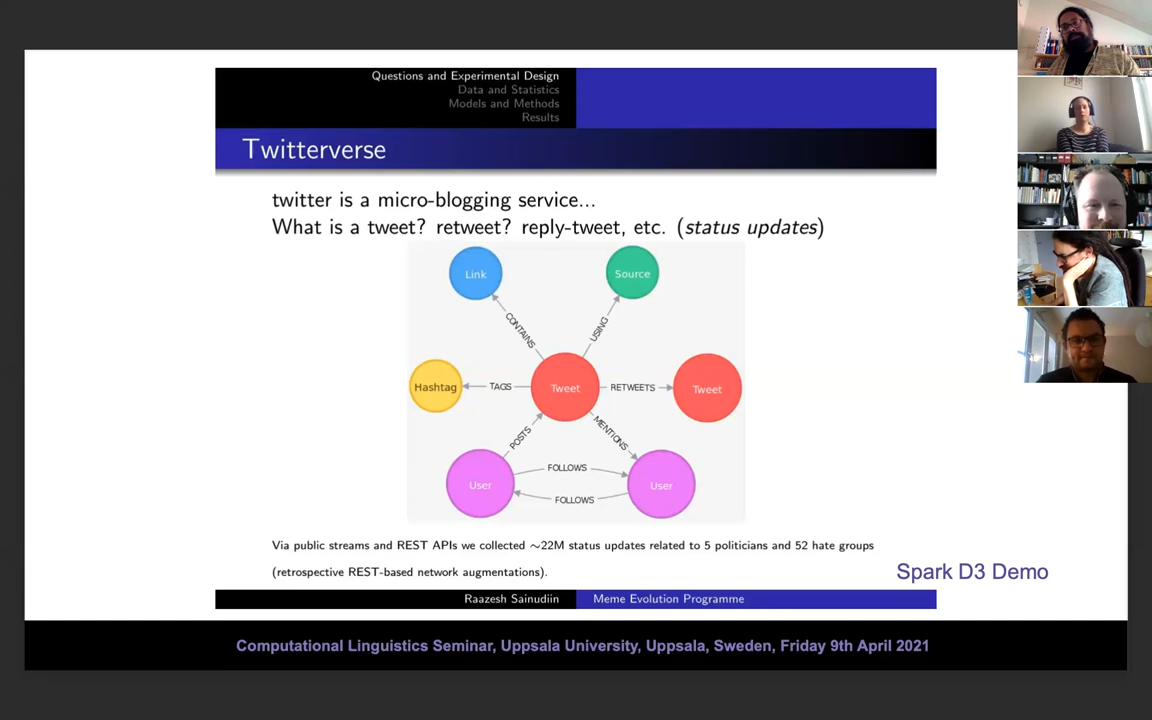 Questions and Experimental Design
Data and Statistics
Models and Methods
Results
Twitterverse
twitter is a micro-blogging service...
What is a tweet? retweet? reply-tweet, etc. (status updates)
Link
Source
CONTAINS
USING
Hashtag
TAGS
Tweet
RETWEETS
Tweet
POSTS
MENTIONS
User
FOLLOWS
FOLLOWS
User
Via public streams and REST APIs we collected ∼22M status updates related to 5 politicians and 52 hate groups
(retrospective REST-based network augmentations).
Spark D3 Demo
Raazesh Sainudiin
Meme Evolution Programme
Computational Linguistics Seminar, Uppsala University, Uppsala, Sweden, Friday 9th April 2021